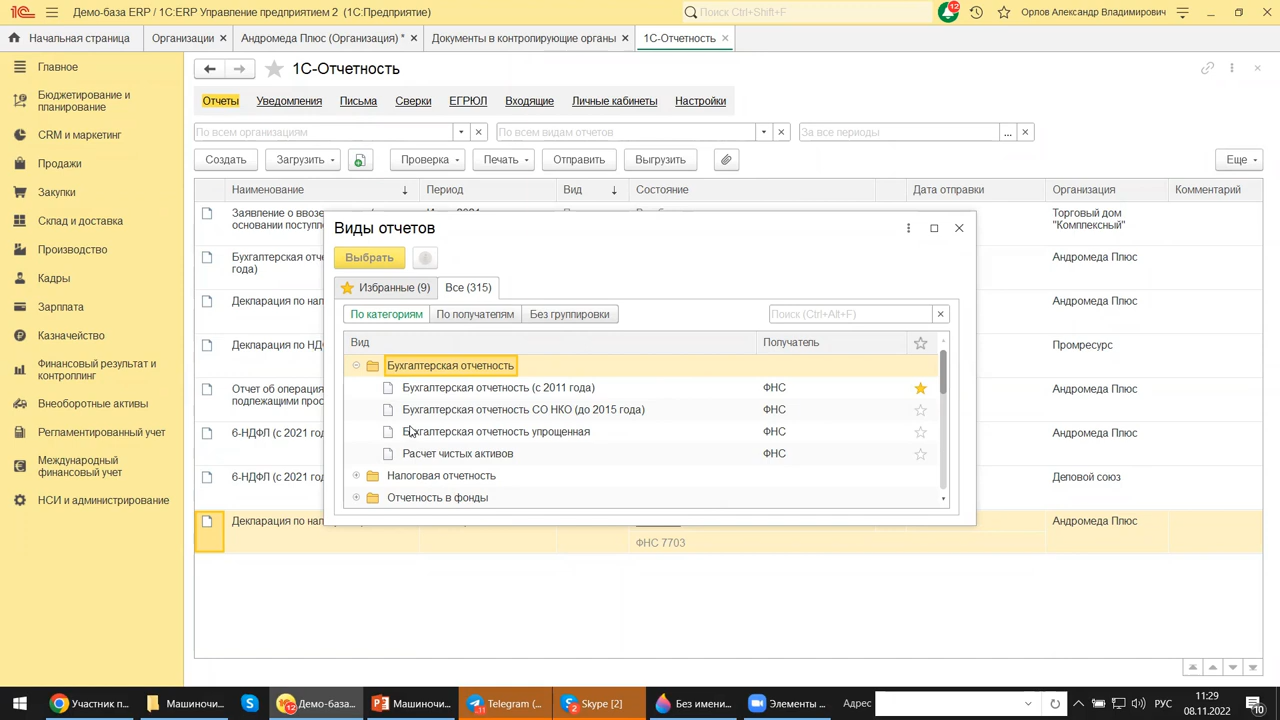 Демо-база ERP / 1С:ERP Управление предприятием 2 (1С:Предприятие)
Поиск Ctrl+Shift+F
12
Орлов Александр Владимирович
Начальная страница
Организации ×
Андромеда Плюс (Организация) * ×
Документы в контролирующие органы ×
1С-Отчетность ×
Главное
Бюджетирование и
планирование
CRM и маркетинг
Продажи
Закупки
Склад и доставка
Производство
Кадры
Зарплата
Казначейство
Финансовый результат и
контроллинг
Внеоборотные активы
Регламентированный учет
Международный
финансовый учет
НСИ и администрирование
1С-Отчетность
Отчеты
Уведомления
Письма
Сверки
ЕГРЮЛ
Входящие
Личные кабинеты
Настройки
По всем организациям
По всем видам отчетов
За все периоды
...
Создать
Загрузить
Проверка
Печать
Отправить
Выгрузить
Еще
Наименование
Период
Вид
Состояние
Дата отправки
Организация
Комментарий
Торговый дом
"Комплексный"
Заявление о ввозе
основании поступл
Бухгалтерская отчетнос
года)
Андромеда Плюс
Декларация по нал
Андромеда Плюс
Декларация по НД
Промресурс
Отчет об операция
подлежащими прос
Андромеда Плюс
6-НДФЛ (с 2021 год
Андромеда Плюс
6-НДФЛ (с 2021 год
Деловой союз
Декларация по нал
Андромеда Плюс
ФНС 7703
Виды отчетов
Выбрать
Избранные (9)
Все (315)
По категориям
По получателям
Без группировки
Поиск (Ctrl+Alt+F)
Вид
Получатель
Бухгалтерская отчетность
Бухгалтерская отчетность (с 2011 года) ФНС
Бухгалтерская отчетность СО НКО (до 2015 года) ФНС
Бухгалтерская отчетность упрощенная ФНС
Расчет чистых активов ФНС
Налоговая отчетность
Отчетность в фонды
Участник п...
Машиночи...
12
Демо-база...
Машиночи...
11
Telegram (...
2
Skype [2]
Без имени...
Элементы ...
Адрес
РУС
11:29
08.11.2022
10